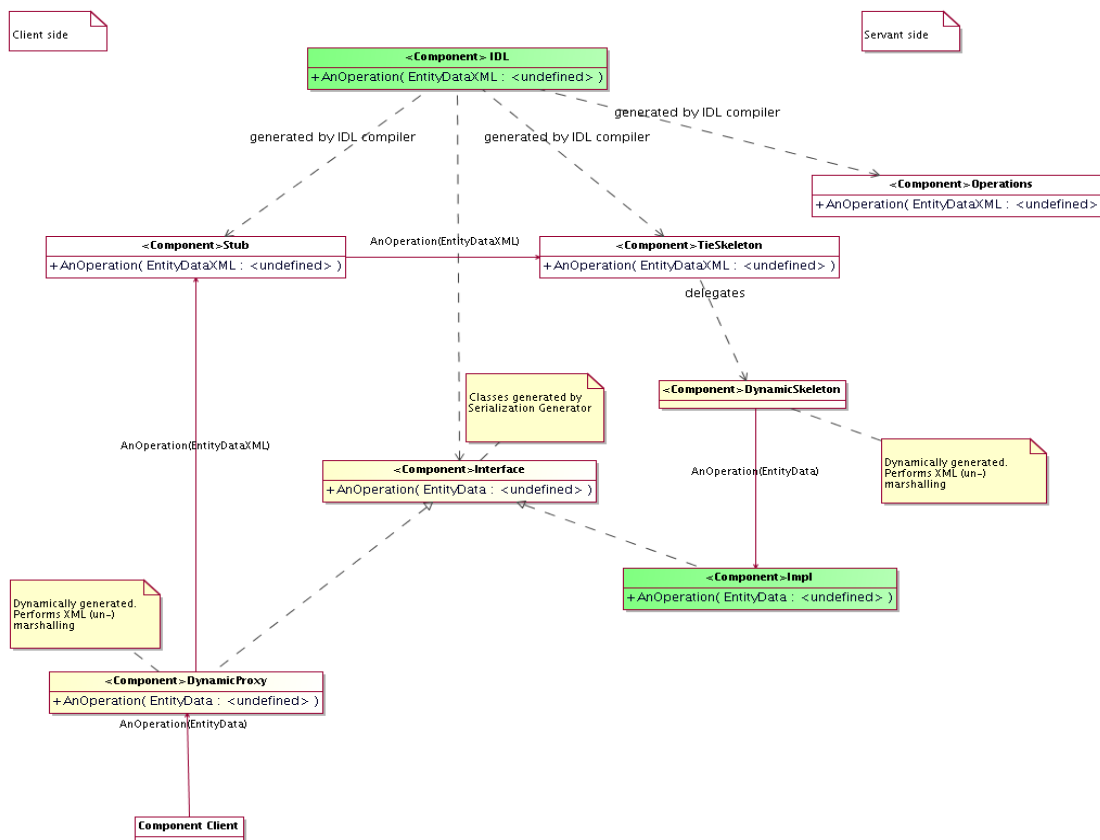 Client side
Servant side
<Component> IDL
+AnOperation( EntityDataXML : <undefined> )
generated by IDL compiler
generated by IDL compiler
generated by IDL compiler
<Component>Operations
+AnOperation( EntityDataXML : <undefined> )
<Component>Stub
+AnOperation( EntityDataXML : <undefined> )
AnOperation(EntityDataXML)
<Component>TieSkeleton
+AnOperation( EntityDataXML : <undefined> )
delegates
<Component>DynamicSkeleton
Classes generated by
Serialization Generator
AnOperation(EntityDataXML)
<Component>Interface
+AnOperation( EntityData : <undefined> )
AnOperation(EntityData)
Dynamically generated.
Performs XML (un-)
marshalling
<Component>Impl
+AnOperation( EntityData : <undefined> )
Dynamically generated.
Performs XML (un-)
marshalling
<Component>DynamicProxy
+AnOperation( EntityData : <undefined> )
AnOperation(EntityData)
Component Client